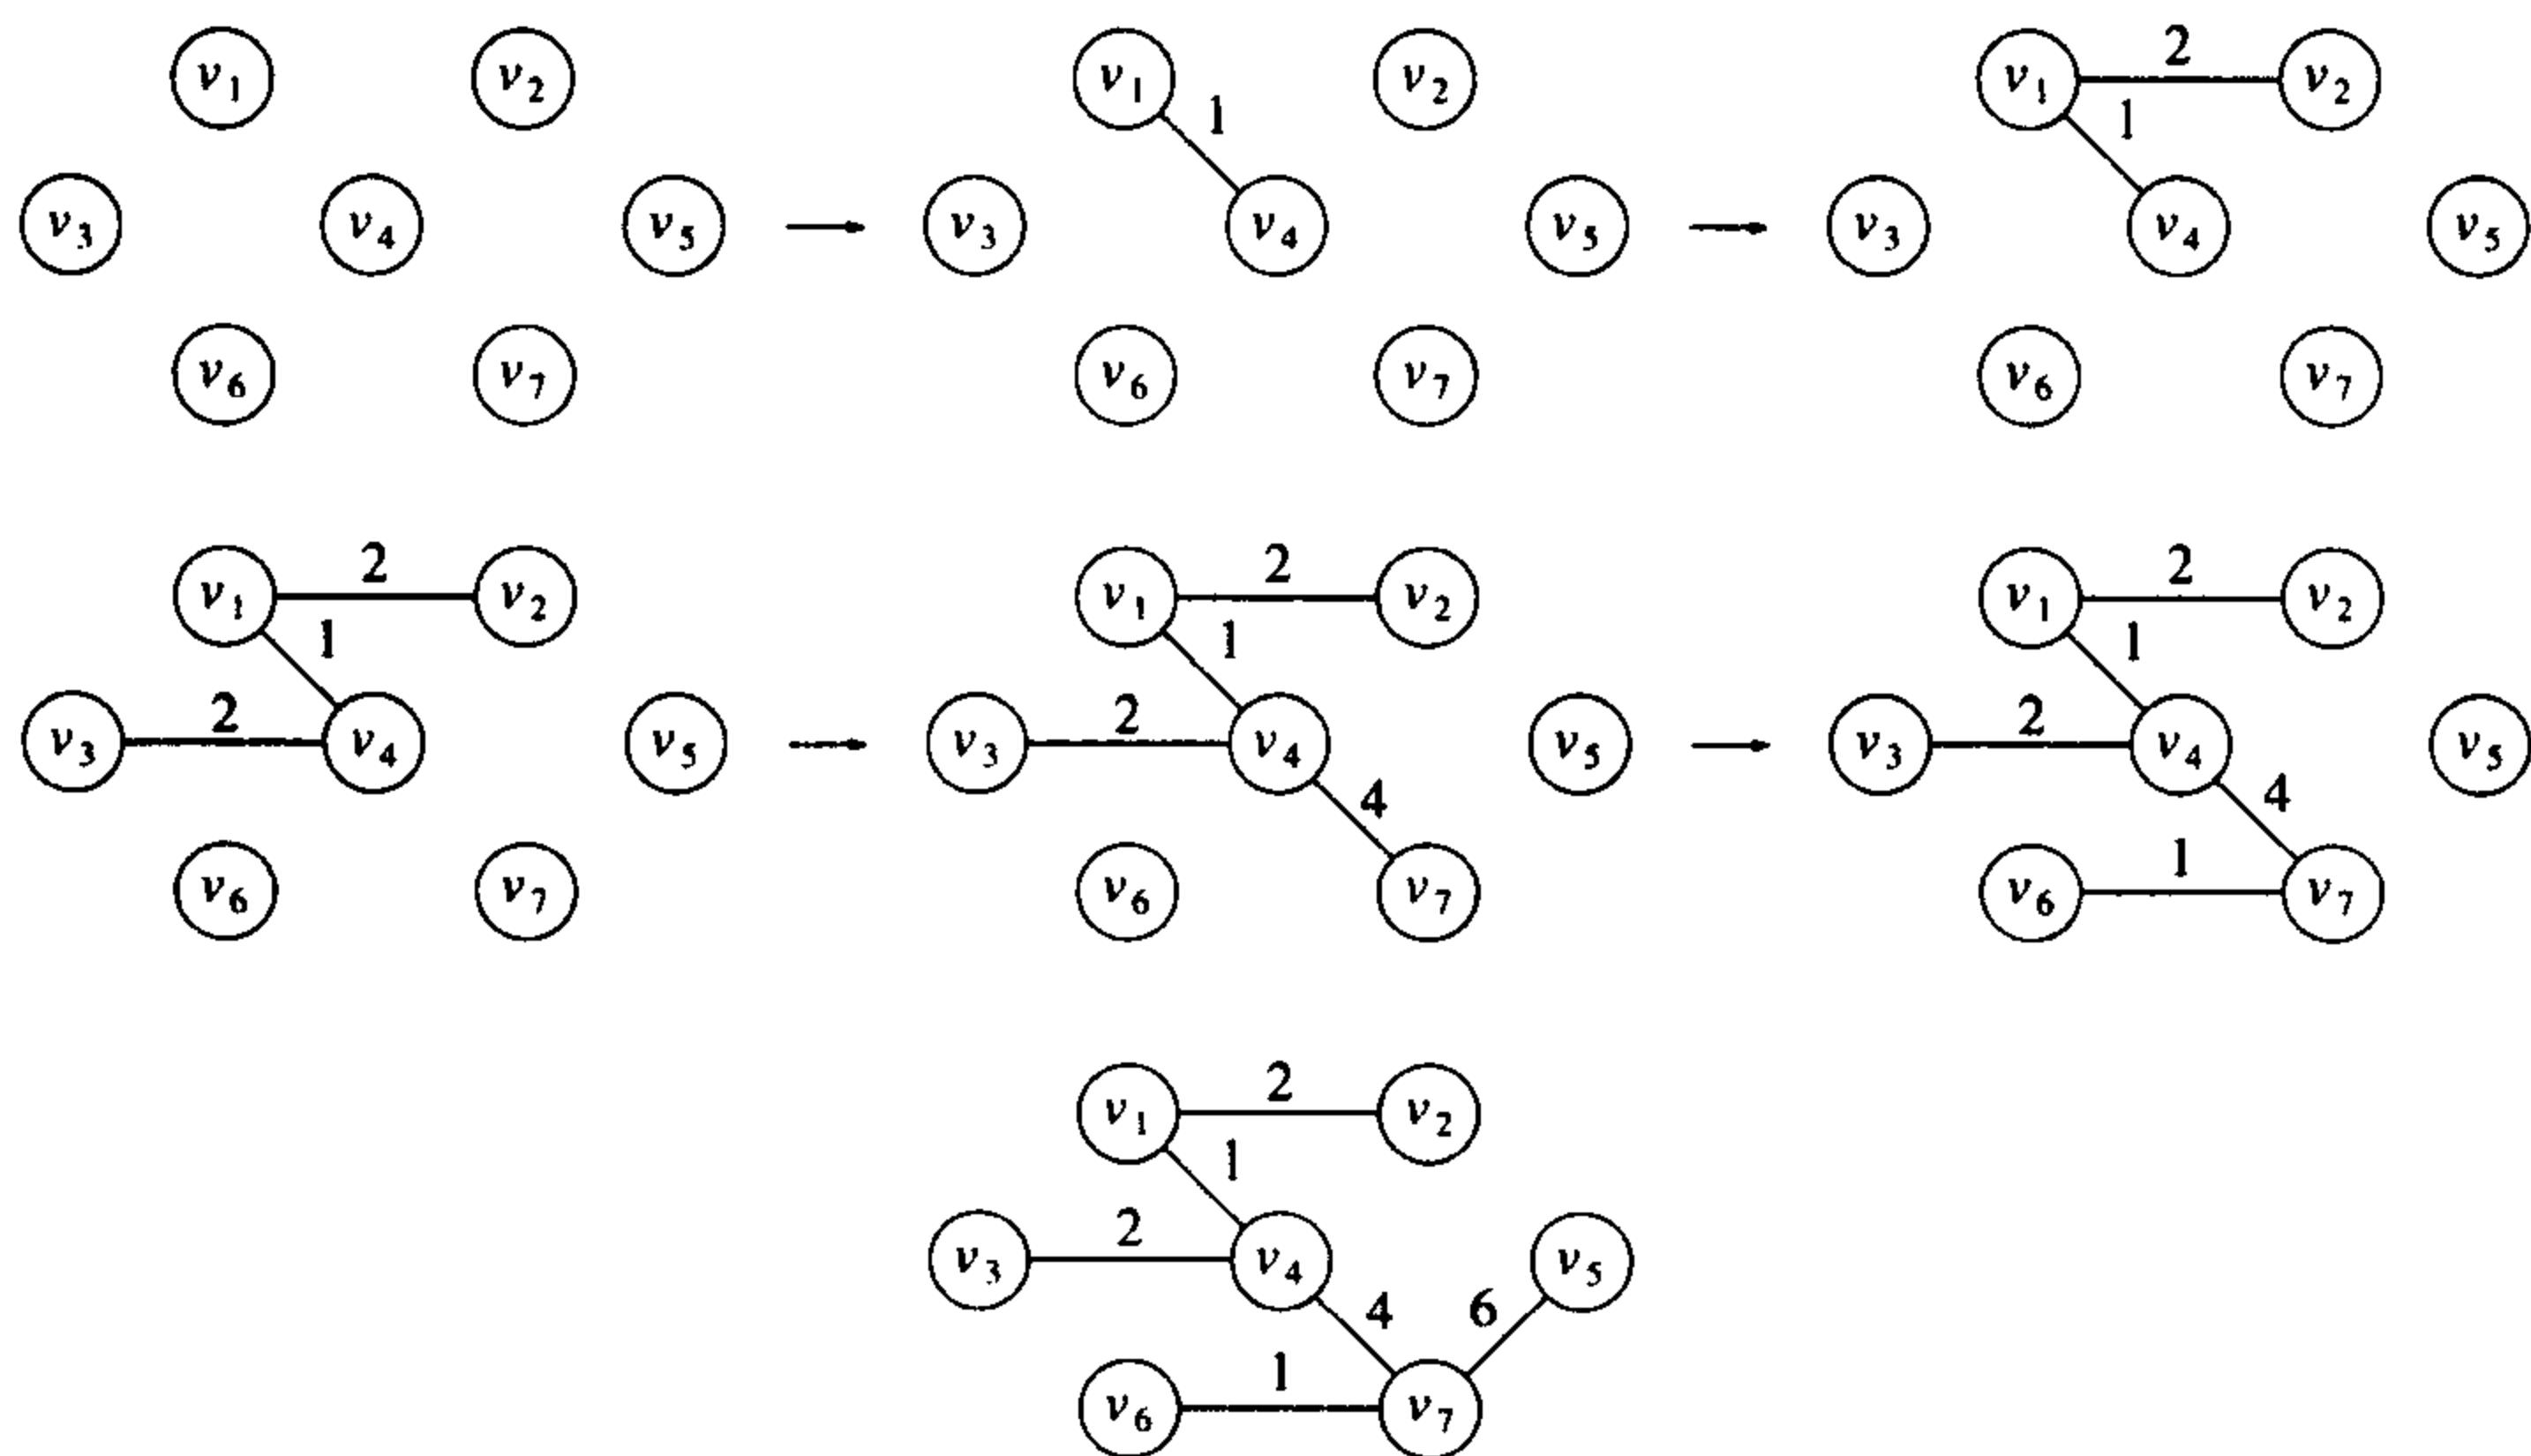 v1 v2 v1 v2 v1 2 v2
1 1
v3 v4 v5 v3 v4 v5 v3 v4 v5
v6 v7 v6 v7 v6 v7
v1 2 v2 v1 2 v2 v1 2 v2
1 1 1
v3 2 v4 v5 v3 2 v4 v5 v3 2 v4 v5
4 4
v6 v7 v6 v7 v6 1 v7
v1 2 v2
1
v3 2 v4 v5
4 6
v6 1 v7